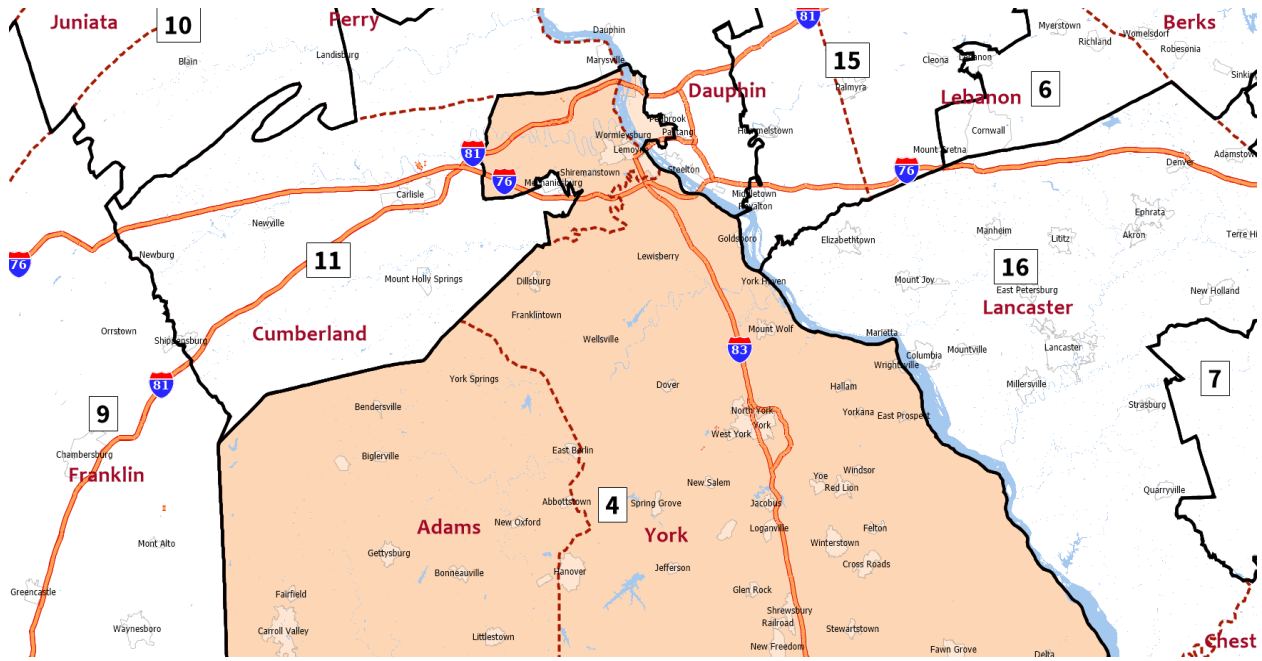 Juniata
10
Perry
81
Berks
Myerstown
Womelsdorf
Richland
Robesonia
Dauphin
Landisburg
Blain
Marysville
15
Cleona
Lebanon
Sinkin
Palmyra
Dauphin
6
Lebanon
Penbrook
Paxtang
Hummelstown
Cornwall
Wormleysburg
Lemoyne
Mount Gretna
81
Adamstow
Denver
76
Shiremanstown
Steelton
76
Mechanicsburg
Carlisle
Middletown
Royalton
Ephrata
Newville
Manheim
Akron
Terre Hi
Goldsboro
Elizabethtown
Lititz
Newburg
Lewisberry
76
11
16
Mount Holly Springs
Dillsburg
York Haven
Mount Joy
East Petersburg
New Holland
Lancaster
Franklintown
Orrstown
Cumberland
Mount Wolf
Marietta
Shippensburg
Wellsville
83
Columbia
Mountville
Lancaster
Wrightsville
York Springs
Dover
Hallam
Millersville
7
81
Bendersville
North York
Yorkana
East Prospect
Strasburg
9
York
West York
Chambersburg
Biglerville
East Berlin
Franklin
Yoe
Windsor
New Salem
Red Lion
Quarryville
Abbottstown
4
Spring Grove
Jacobus
New Oxford
Adams
York
Loganville
Felton
Mont Alto
Winterstown
Gettysburg
Bonneauville
Hanover
Jefferson
Cross Roads
Greencastle
Fairfield
Glen Rock
Shrewsbury
Waynesboro
Carroll Valley
Littlestown
Railroad
Stewartstown
Chest
New Freedom
Fawn Grove
Delta